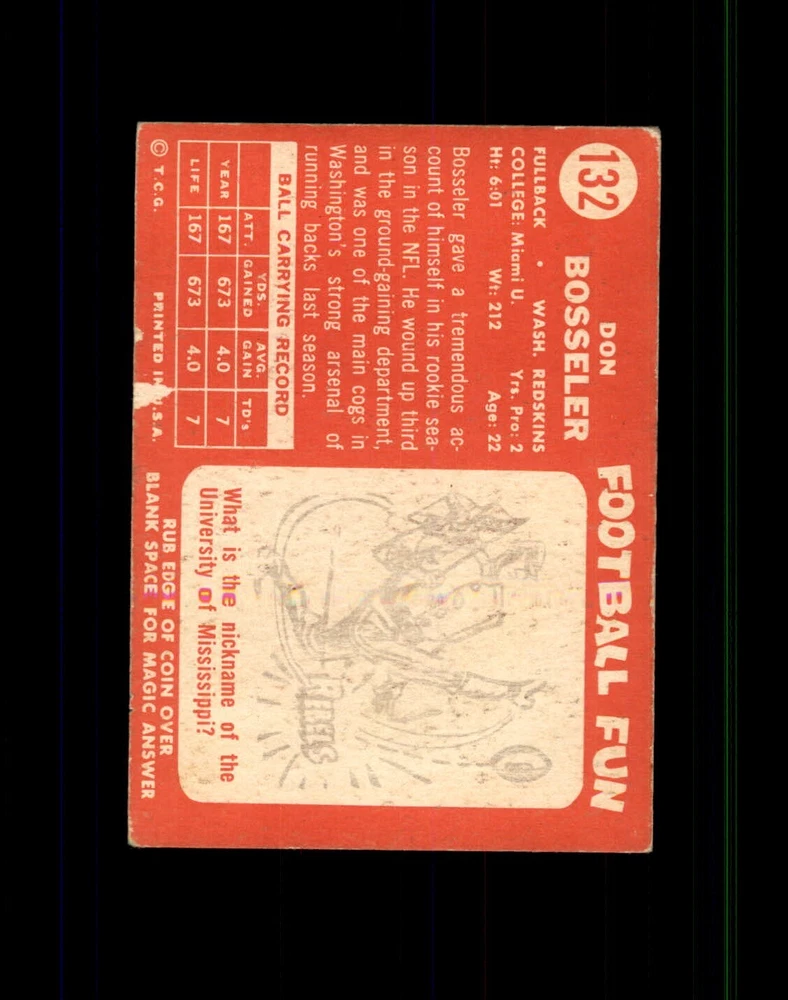 132
DON
BOSSELER
FULLBACK • WASH. REDSKINS
COLLEGE: Miami U. Yrs. Pro: 2
Ht: 6:01 Wt: 212 Age: 22
Bosseler gave a tremendous ac-
count of himself in his rookie sea-
son in the NFL. He wound up third
in the ground-gaining department,
and was one of the main cogs in
Washington's strong arsenal of
running backs last season.
BALL CARRYING RECORD
ATT. YDS. GAINED AVG. GAIN TD's
YEAR 167 673 4.0 7
LIFE 167 673 4.0 7
© T.C.G. PRINTED IN U.S.A.
FOOTBALL FUN
REBELS
What is the nickname of the
University of Mississippi?
RUB EDGE OF COIN OVER
BLANK SPACE FOR MAGIC ANSWER